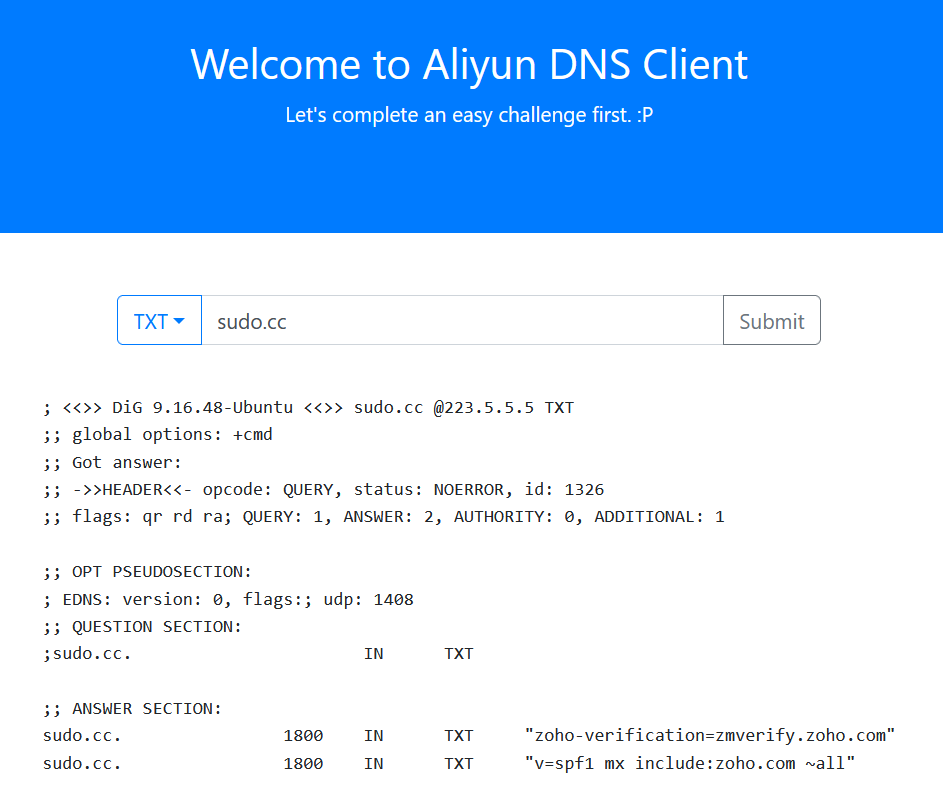 Welcome to Aliyun DNS Client
Let's complete an easy challenge first. :P
TXT sudo.cc Submit
; <<>> DiG 9.16.48-Ubuntu <<>> sudo.cc @223.5.5.5 TXT
;; global options: +cmd
;; Got answer:
;; ->>HEADER<<- opcode: QUERY, status: NOERROR, id: 1326
;; flags: qr rd ra; QUERY: 1, ANSWER: 2, AUTHORITY: 0, ADDITIONAL: 1
;; OPT PSEUDOSECTION:
; EDNS: version: 0, flags:; udp: 1408
;; QUESTION SECTION:
;sudo.cc. IN TXT
;; ANSWER SECTION:
sudo.cc. 1800 IN TXT "zoho-verification=zmverify.zoho.com"
sudo.cc. 1800 IN TXT "v=spf1 mx include:zoho.com ~all"